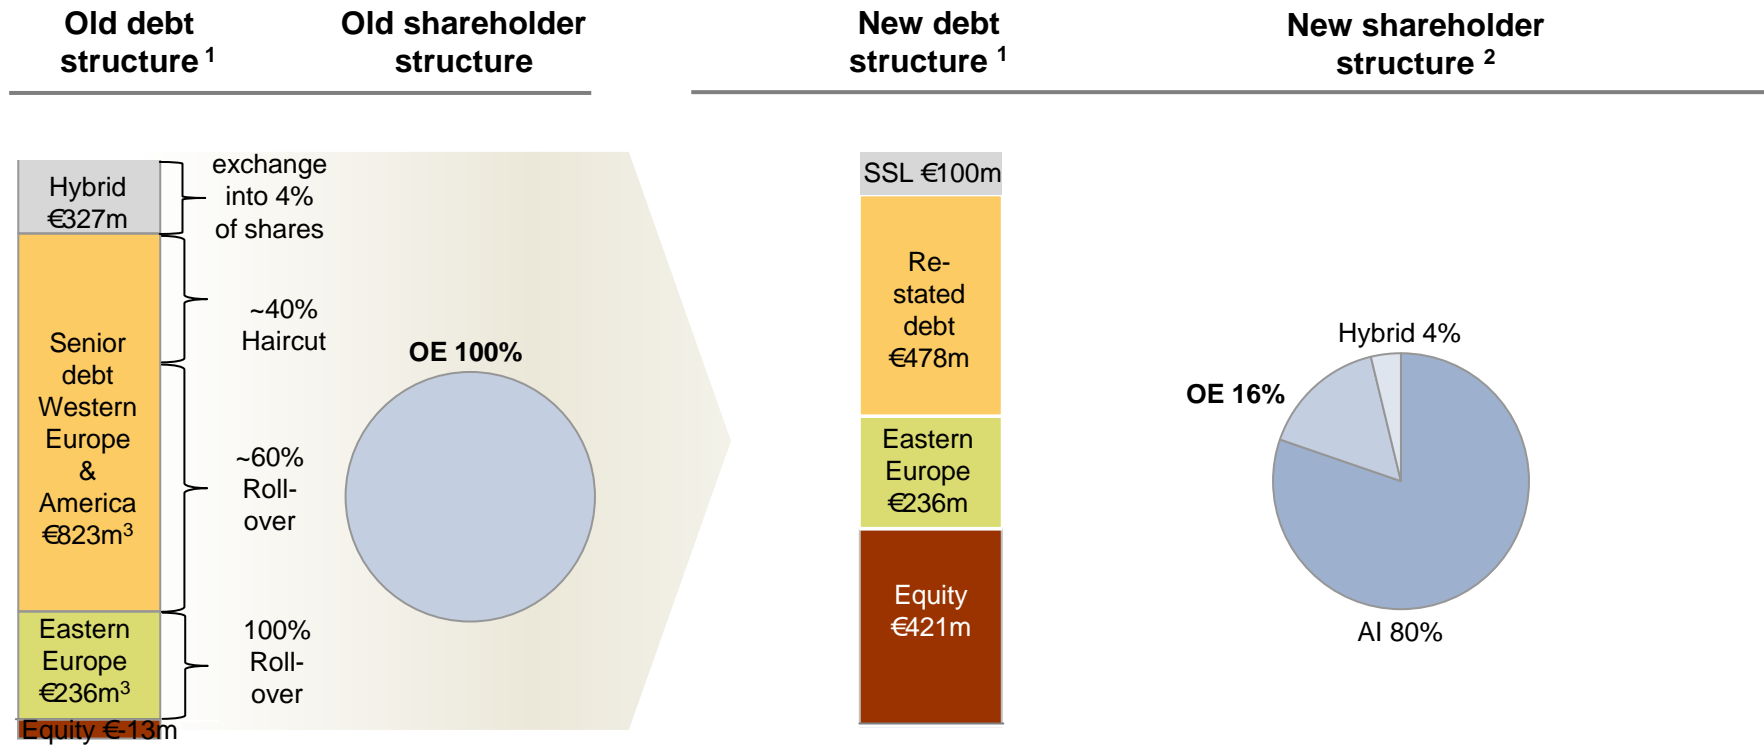 Old debt
structure 1
Old shareholder
structure
New debt
structure 1
New shareholder
structure 2
Hybrid
€327m
exchange
into 4%
of shares
~40%
Haircut
Senior
debt
Western
Europe
&
America
€823m3
~60%
Roll-
over
Eastern
Europe
€236m3
100%
Roll-
over
Equity €-13m
OE 100%
SSL €100m
Re-
stated
debt
€478m
Eastern
Europe
€236m
Equity
€421m
Hybrid 4%
OE 16%
AI 80%